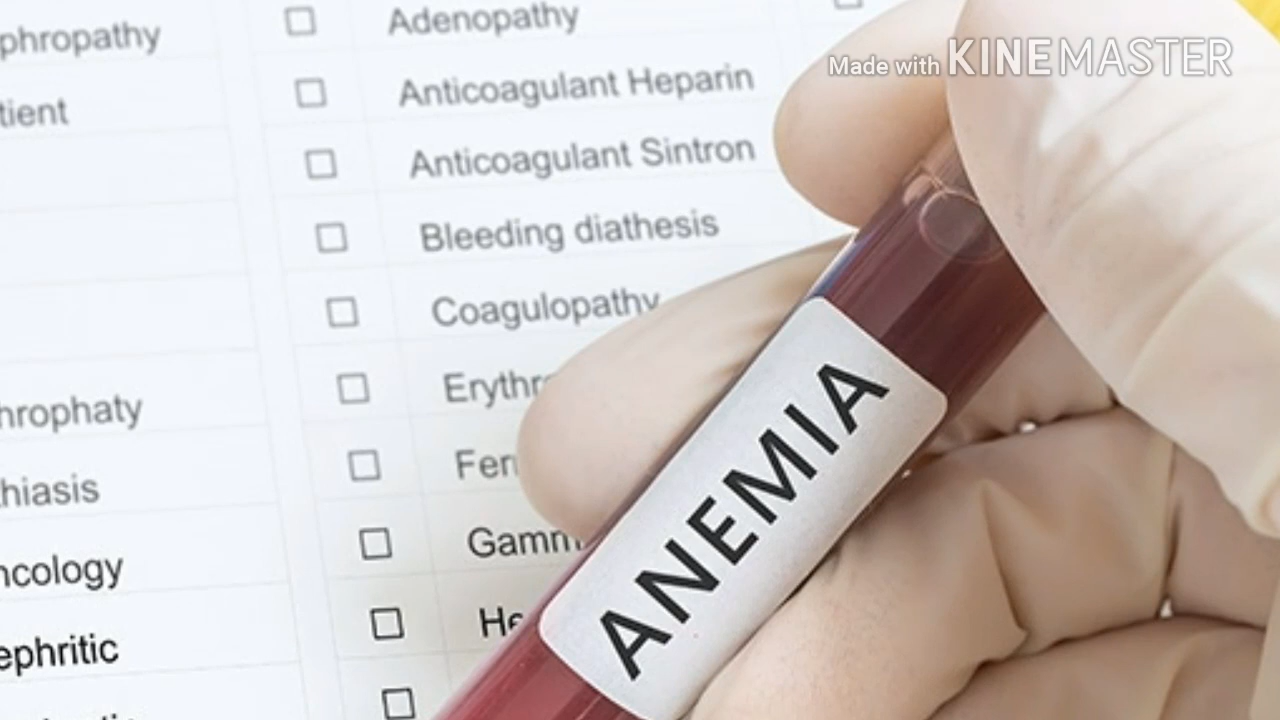 Made with KINEMASTER
phropathy
tient
hrophaty
hiasis
ncology
ephritic
Adenopathy
Anticoagulant Heparin
Anticoagulant Sintron
Bleeding diathesis
Coagulopathy
Erythr
Fer
Gamm
He
ANEMIA